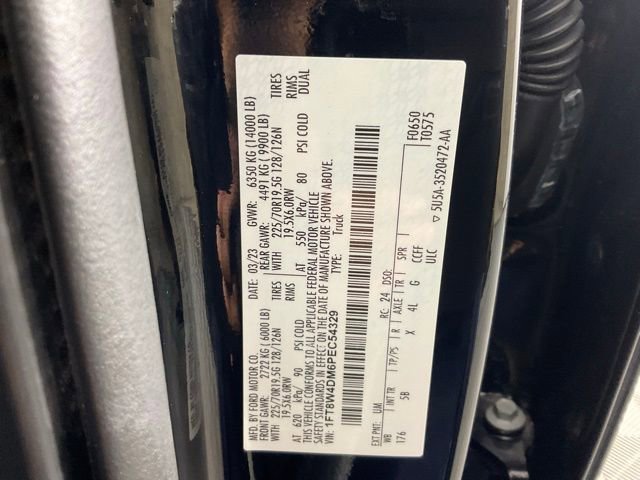 MFD. BY FORD MOTOR CO. DATE: 03/23 GVWR: 6350 KG (14000 LB)
FRONT GAWR: 2722 KG (6000 LB) REAR GAWR: 4491 KG (9900 LB)
WITH 225/70R19.5G 128/126N TIRES WITH 225/70R19.5G 128/126N TIRES
19.5X6.0RW RIMS 19.5X6.0RW RIMS
AT 620 kPa/ 90 PSI COLD AT 550 kPa/ 80 PSI COLD DUAL
THIS VEHICLE CONFORMS TO ALL APPLICABLE FEDERAL MOTOR VEHICLE
SAFETY STANDARDS IN EFFECT ON THE DATE OF MANUFACTURE SHOWN ABOVE.
VIN: 1FT8W4DM6PEC54329 TYPE: Truck
F0650
T0575
EXT PNT: UM RC: 24 DSO:
WB INT TR TP/PS R AXLE TR SPR
176 5B X 4L G CCFF
ULC 5U5A-3520472-AA